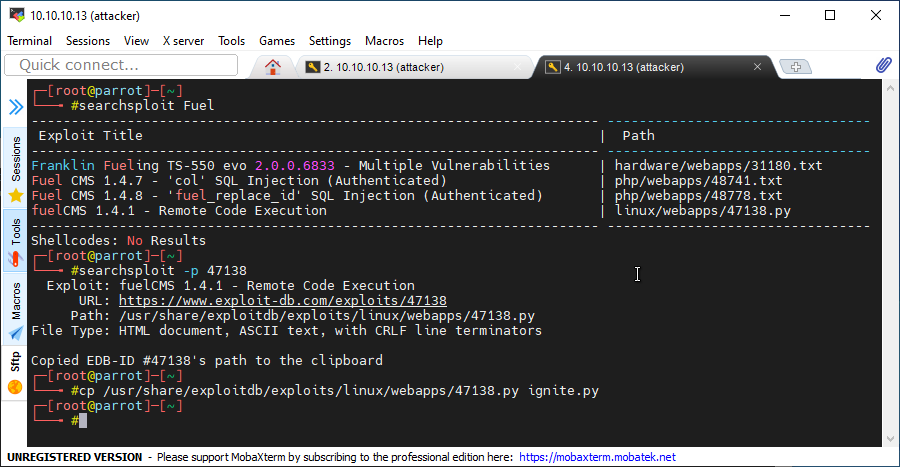 10.10.10.13 (attacker)
Terminal Sessions View X server Tools Games Settings Macros Help
Quick connect...
2. 10.10.10.13 (attacker)
4. 10.10.10.13 (attacker)
Sessions
Tools
Macros
Sftp
┌─[root@parrot]─[~]
└──╼ #searchsploit Fuel
--------------------------------------------------------------------------- ---------------------------------
Exploit Title | Path
--------------------------------------------------------------------------- ---------------------------------
Franklin Fueling TS-550 evo 2.0.0.6833 - Multiple Vulnerabilities | hardware/webapps/31180.txt
Fuel CMS 1.4.7 - 'col' SQL Injection (Authenticated) | php/webapps/48741.txt
Fuel CMS 1.4.8 - 'fuel_replace_id' SQL Injection (Authenticated) | php/webapps/48778.txt
fuelCMS 1.4.1 - Remote Code Execution | linux/webapps/47138.py
--------------------------------------------------------------------------- ---------------------------------
Shellcodes: No Results
┌─[root@parrot]─[~]
└──╼ #searchsploit -p 47138
Exploit: fuelCMS 1.4.1 - Remote Code Execution
URL: https://www.exploit-db.com/exploits/47138
Path: /usr/share/exploitdb/exploits/linux/webapps/47138.py
File Type: HTML document, ASCII text, with CRLF line terminators
Copied EDB-ID #47138's path to the clipboard
┌─[root@parrot]─[~]
└──╼ #cp /usr/share/exploitdb/exploits/linux/webapps/47138.py ignite.py
┌─[root@parrot]─[~]
└──╼ #
UNREGISTERED VERSION - Please support MobaXterm by subscribing to the professional edition here: https://mobaxterm.mobatek.net